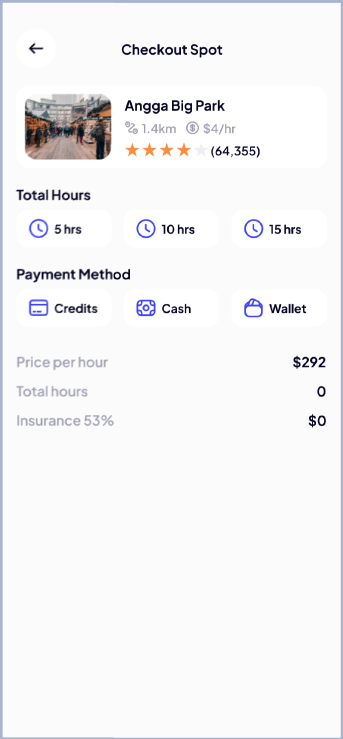 Checkout Spot
Angga Big Park
1.4km $4/hr
(64,355)
Total Hours
5 hrs 10 hrs 15 hrs
Payment Method
Credits Cash Wallet
Price per hour $292
Total hours 0
Insurance 53% $0